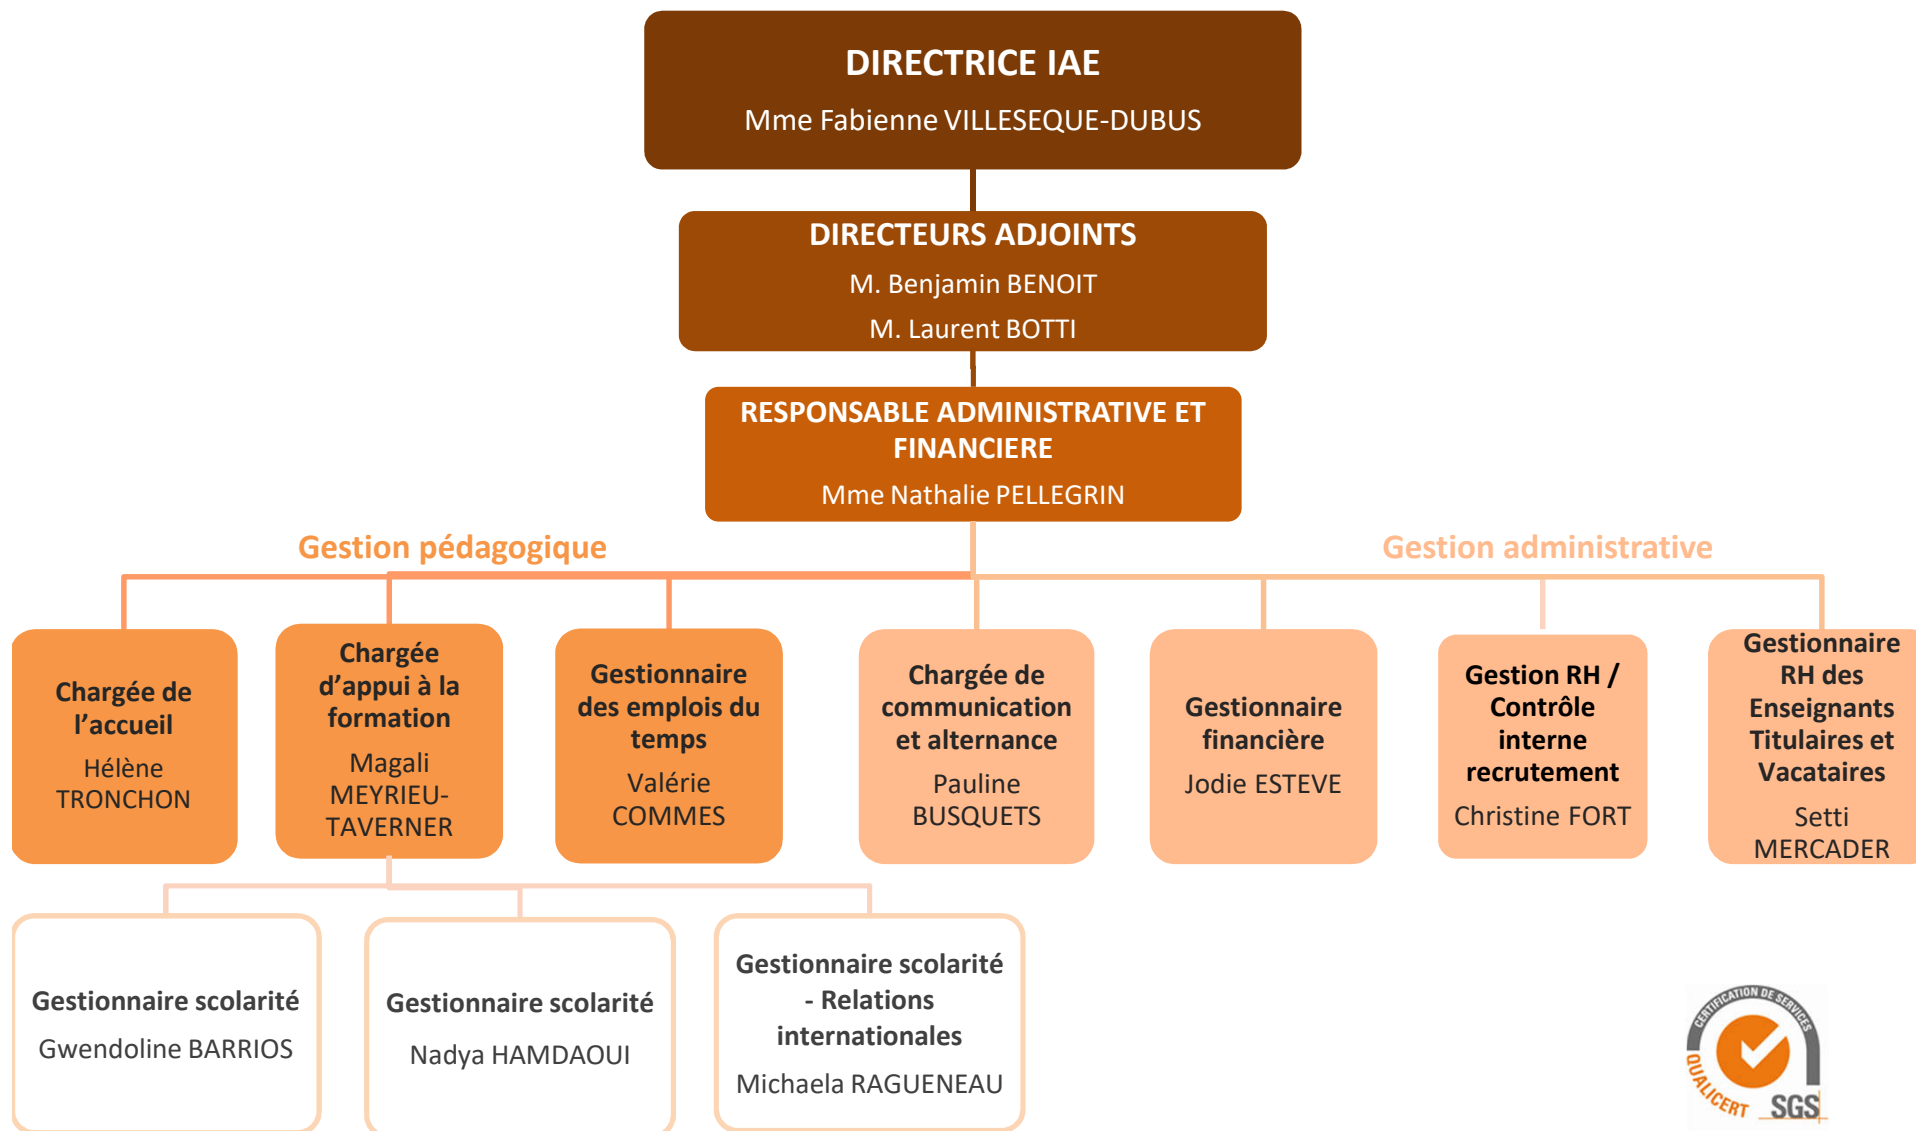 DIRECTRICE IAE
Mme Fabienne VILLESEQUE-DUBUS
DIRECTEURS ADJOINTS
M. Benjamin BENOIT
M. Laurent BOTTI
RESPONSABLE ADMINISTRATIVE ET
FINANCIERE
Mme Nathalie PELLEGRIN
Gestion pédagogique
Gestion administrative
Chargée de
l’accueil
Hélène
TRONCHON
Chargée
d’appui à la
formation
Magali
MEYRIEU-
TAVERNER
Gestionnaire
des emplois du
temps
Valérie
COMMES
Chargée de
communication
et alternance
Pauline
BUSQUETS
Gestionnaire
financière
Jodie ESTEVE
Gestion RH /
Contrôle
interne
recrutement
Christine FORT
Gestionnaire
RH des
Enseignants
Titulaires et
Vacataires
Setti
MERCADER
Gestionnaire scolarité
Gwendoline BARRIOS
Gestionnaire scolarité
Nadya HAMDAOUI
Gestionnaire scolarité
- Relations
internationales
Michaela RAGUENEAU
CERTIFICATION DE SERVICES
QUALICERT
SGS